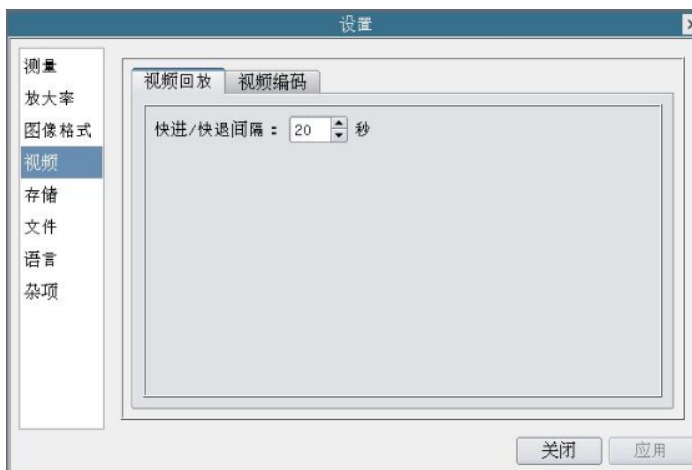 设置
测量
放大率
图像格式
视频
存储
文件
语言
杂项
视频回放 视频编码
快进/快退间隔： 20 秒
关闭 应用